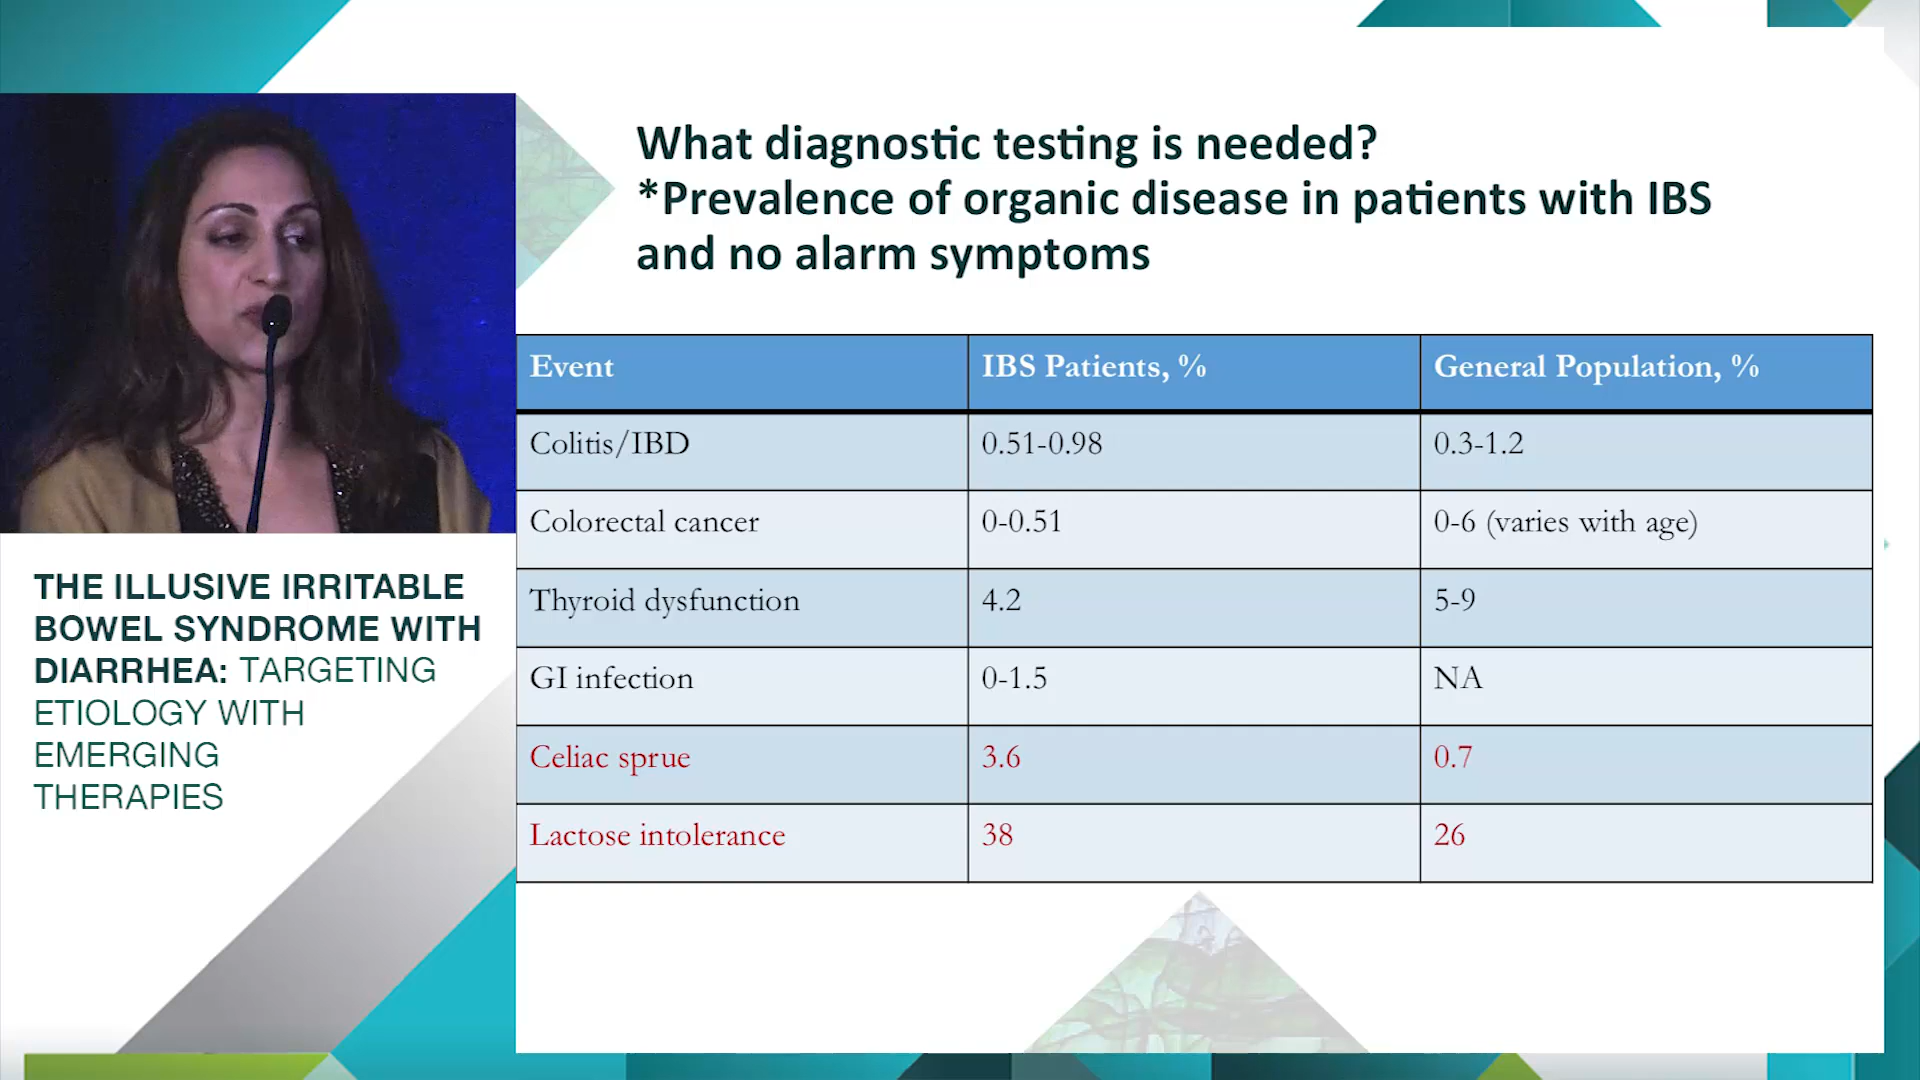 What diagnostic testing is needed?
*Prevalence of organic disease in patients with IBS
and no alarm symptoms
Event IBS Patients, % General Population, %
Colitis/IBD 0.51-0.98 0.3-1.2
Colorectal cancer 0-0.51 0-6 (varies with age)
Thyroid dysfunction 4.2 5-9
GI infection 0-1.5 NA
Celiac sprue 3.6 0.7
Lactose intolerance 38 26
THE ILLUSIVE IRRITABLE
BOWEL SYNDROME WITH
DIARRHEA: TARGETING
ETIOLOGY WITH
EMERGING
THERAPIES